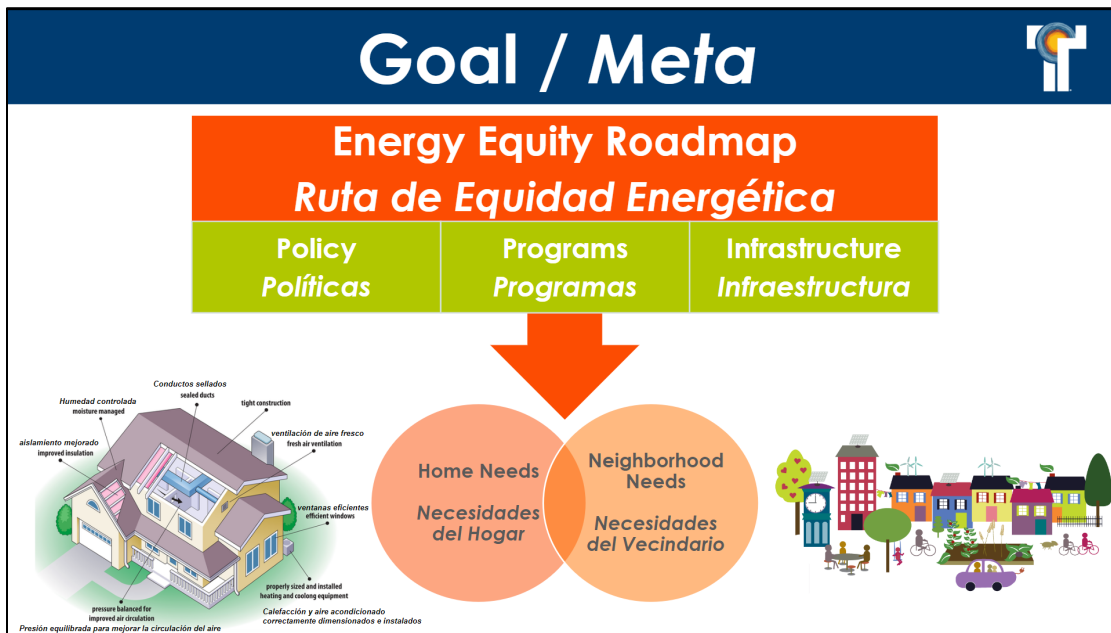 Goal / Meta
Energy Equity Roadmap
Ruta de Equidad Energética
Policy
Políticas
Programs
Programas
Infrastructure
Infraestructura
Conductos sellados
sealed ducts
Humedad controlada
moisture managed
tight construction
aislamiento mejorado
improved insulation
ventilación de aire fresco
fresh air ventilation
ventanas eficientes
efficient windows
properly sized and installed
heating and coolong equipment
Calefacción y aire acondicionado
correctamente dimensionados e instalados
pressure balanced for
improved air circulation
Presión equilibrada para mejorar la circulación del aire
Home Needs
Necesidades
del Hogar
Neighborhood
Needs
Necesidades
del Vecindario